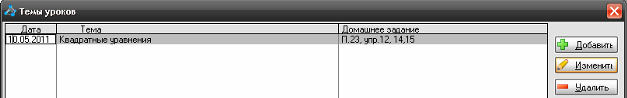 Темы уроков
Дата Тема Домашнее задание
10.05.2011 Квадратные уравнения П.23, упр.12, 14,15
Добавить
Изменить
Удалить